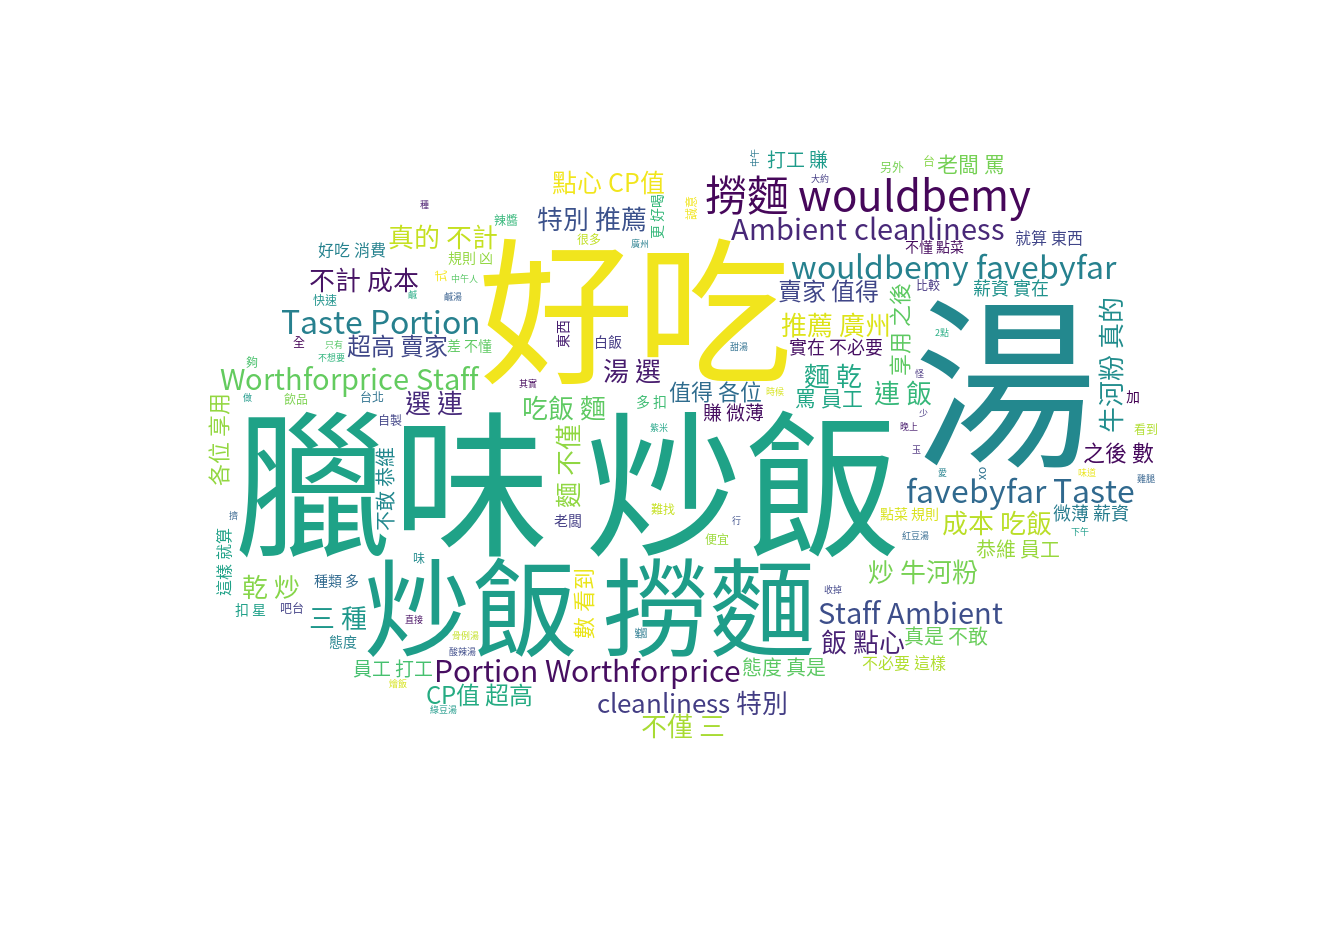 中午
打工 賺
另外
台
老闆 罵
點心 CP值
大約
撈麵 wouldbemy
種
辣醬
特別 推薦
更 好喝
Ambient cleanliness
就算 東西
真的 不計
很多
廣州
不懂 點菜
好吃 消費
規則 凶
好吃
wouldbemy favebyfar
不計 成本
中午人
賣家 值得
享用 之後
比較
薪資 實在
快速
鹹
鹹湯
湯
牛河粉 真的
Taste Portion
東西
推薦 廣州
2點
全
超高 賣家
只有
差 不懂
白飯
甜湯
實在 不必要
不想要
夠
Worthforprice Staff
湯 選
麵 乾
怪
其實
值得 各位
連 飯
做
飲品
台北
選 連
吃飯 麵
多 扣
時候
罵 員工
加
各位 享用
自製
賺 微薄
少
臘味 炒飯
紫米
晚上
看到
不敢 恭維
麵 不僅
玉
之後 數
愛
XO
味道
雞腿
favebyfar Taste
擠
老闆
難找
行
點菜 規則
成本 吃飯
微薄 薪資
這樣 就算
便宜
紅豆湯
下午
恭維 員工
味
炒飯 撈麵
乾 炒
種類 多
數 看到
炒 牛河粉
收掉
扣 星
吧台
三 種
直接
Staff Ambient
態度
酸辣湯
飯 點心
真是 不敢
員工 打工
Portion Worthforprice
態度 真是
不必要 這樣
燴飯
CP值 超高
綠豆湯
cleanliness 特別
不僅 三